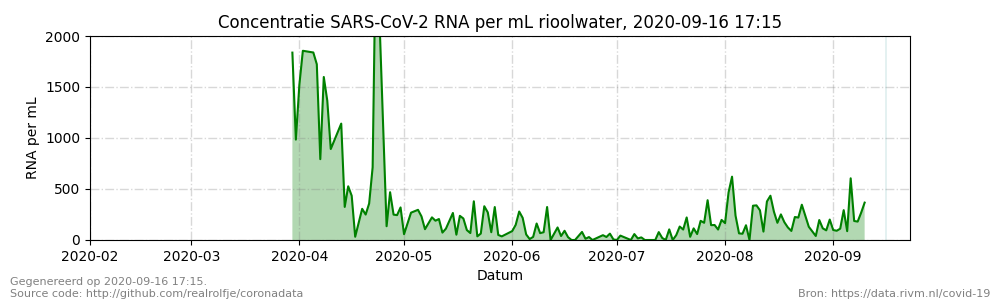 Concentratie SARS-CoV-2 RNA per mL rioolwater, 2020-09-16 17:15
2000
1500
1000
500
0
RNA per mL
2020-02 2020-03 2020-04 2020-05 2020-06 2020-07 2020-08 2020-09
Datum
Gegenereerd op 2020-09-16 17:15.
Source code: http://github.com/realrolfje/coronadata
Bron: https://data.rivm.nl/covid-19